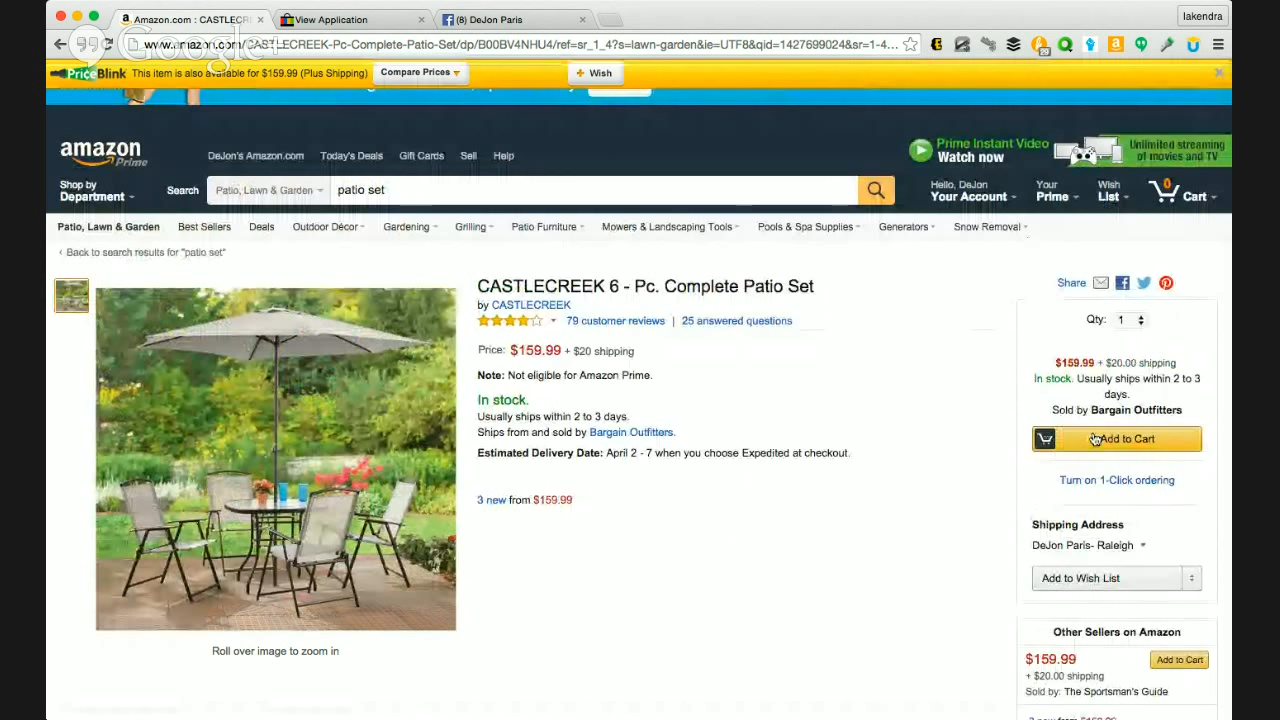 Amazon.com : CASTLECR
View Application
(8) DeJon Paris
lakendra
Google+
www.amazon.com/CASTLECREEK-Pc-Complete-Patio-Set/dp/B00BV4NHU4/ref=sr_1_4?s=lawn-garden&ie=UTF8&qid=1427699024&sr=1-4...
PriceBlink This item is also available for $159.99 (Plus Shipping) Compare Prices
+ Wish
amazon
Prime
DeJon's Amazon.com Today's Deals Gift Cards Sell Help
Prime Instant Video
Watch now
Unlimited streaming
of movies and TV
Shop by
Department
Search
Patio, Lawn & Garden
patio set
Hello, DeJon
Your Account
Your
Prime
Wish
List
0
Cart
Patio, Lawn & Garden Best Sellers Deals Outdoor Décor Gardening Grilling Patio Furniture Mowers & Landscaping Tools Pools & Spa Supplies Generators Snow Removal
‹ Back to search results for "patio set"
CASTLECREEK 6 - Pc. Complete Patio Set
by CASTLECREEK
79 customer reviews | 25 answered questions
Price: $159.99 + $20 shipping
Note: Not eligible for Amazon Prime.
In stock.
Usually ships within 2 to 3 days.
Ships from and sold by Bargain Outfitters.
Estimated Delivery Date: April 2 - 7 when you choose Expedited at checkout.
3 new from $159.99
Roll over image to zoom in
Share
Qty: 1
$159.99 + $20.00 shipping
In stock. Usually ships within 2 to 3
days.
Sold by Bargain Outfitters
Add to Cart
Turn on 1-Click ordering
Shipping Address
DeJon Paris- Raleigh
Add to Wish List
Other Sellers on Amazon
$159.99
Add to Cart
+ $20.00 shipping
Sold by: The Sportsman's Guide